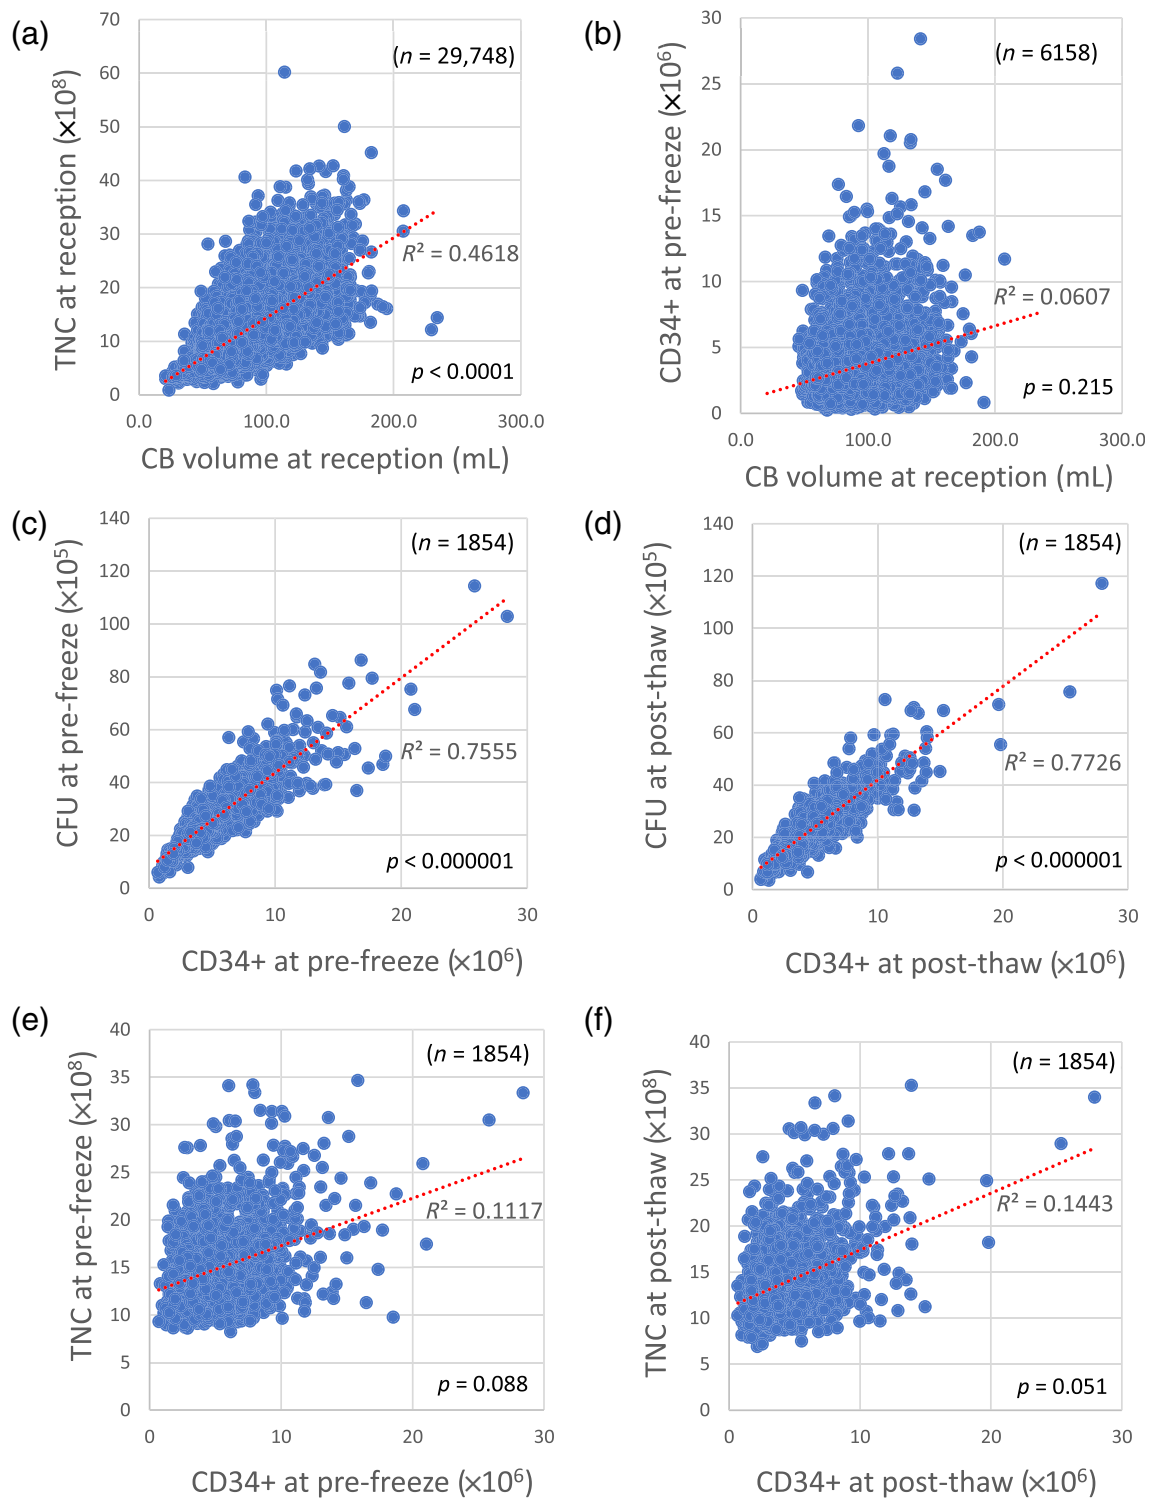 (a)
70
60
50
40
30
20
10
0
TNC at reception (×10⁸)
(n = 29,748)
R² = 0.4618
p < 0.0001
0.0 100.0 200.0 300.0
CB volume at reception (mL)
(b)
30
25
20
15
10
5
0
CD34+ at pre-freeze (×10⁶)
(n = 6158)
R² = 0.0607
p = 0.215
0.0 100.0 200.0 300.0
CB volume at reception (mL)
(c)
140
120
100
80
60
40
20
0
CFU at pre-freeze (×10⁵)
(n = 1854)
R² = 0.7555
p < 0.000001
0 10 20 30
CD34+ at pre-freeze (×10⁶)
(d)
140
120
100
80
60
40
20
0
CFU at post-thaw (×10⁵)
(n = 1854)
R² = 0.7726
p < 0.000001
0 10 20 30
CD34+ at post-thaw (×10⁶)
(e)
40
35
30
25
20
15
10
5
0
TNC at pre-freeze (×10⁸)
(n = 1854)
R² = 0.1117
p = 0.088
0 10 20 30
CD34+ at pre-freeze (×10⁶)
(f)
40
35
30
25
20
15
10
5
0
TNC at post-thaw (×10⁸)
(n = 1854)
R² = 0.1443
p = 0.051
0 10 20 30
CD34+ at post-thaw (×10⁶)